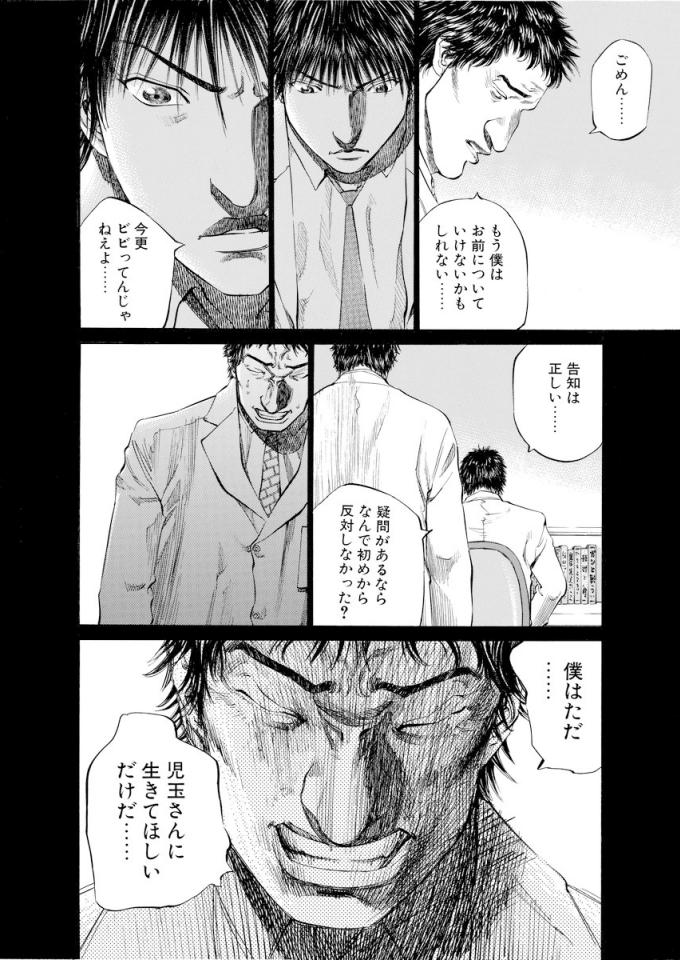 ごめん……
もう僕は
お前について
いけないかも
しれない……
今更
ビビってんじゃ
ねえよ……
告知は
正しい……
疑問があるなら
なんで初めから
反対しなかった？
僕はただ
……
児玉さんに
生きてほしい
だけだ……